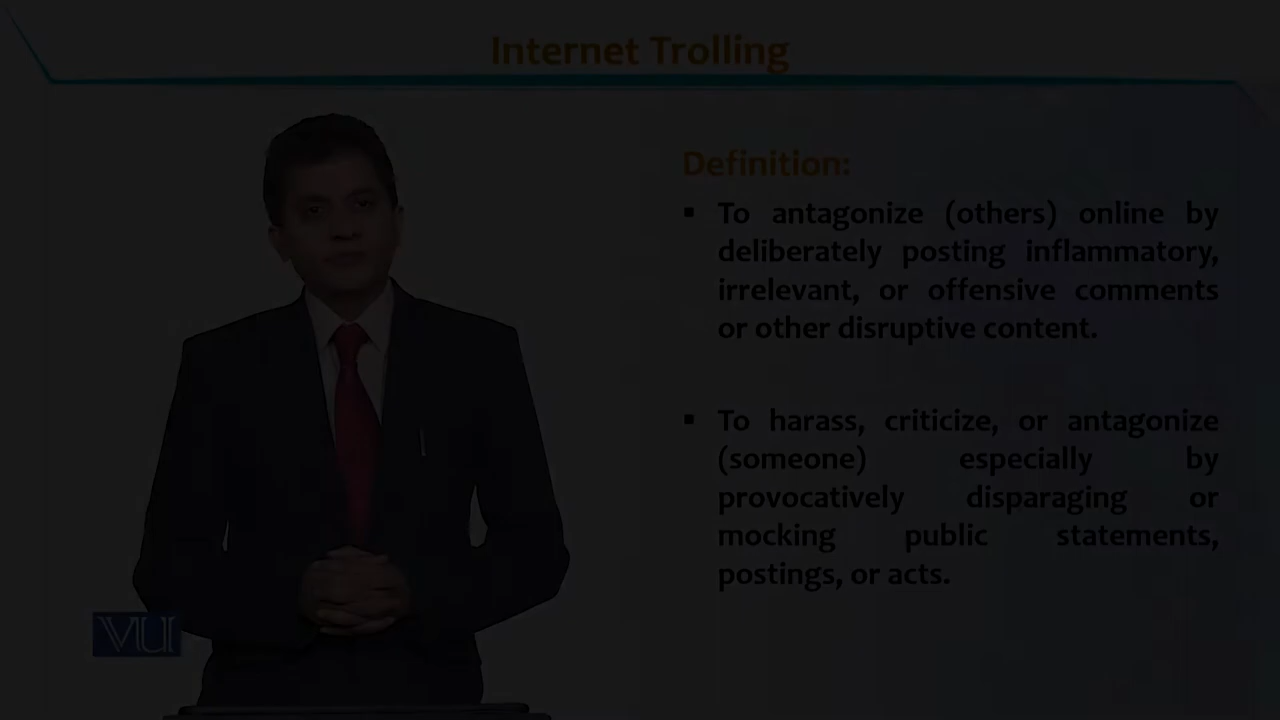 Internet Trolling
Definition:
▪ To antagonize (others) online by
deliberately posting inflammatory,
irrelevant, or offensive comments
or other disruptive content.
▪ To harass, criticize, or antagonize
(someone) especially by
provocatively disparaging or
mocking public statements,
postings, or acts.
VU